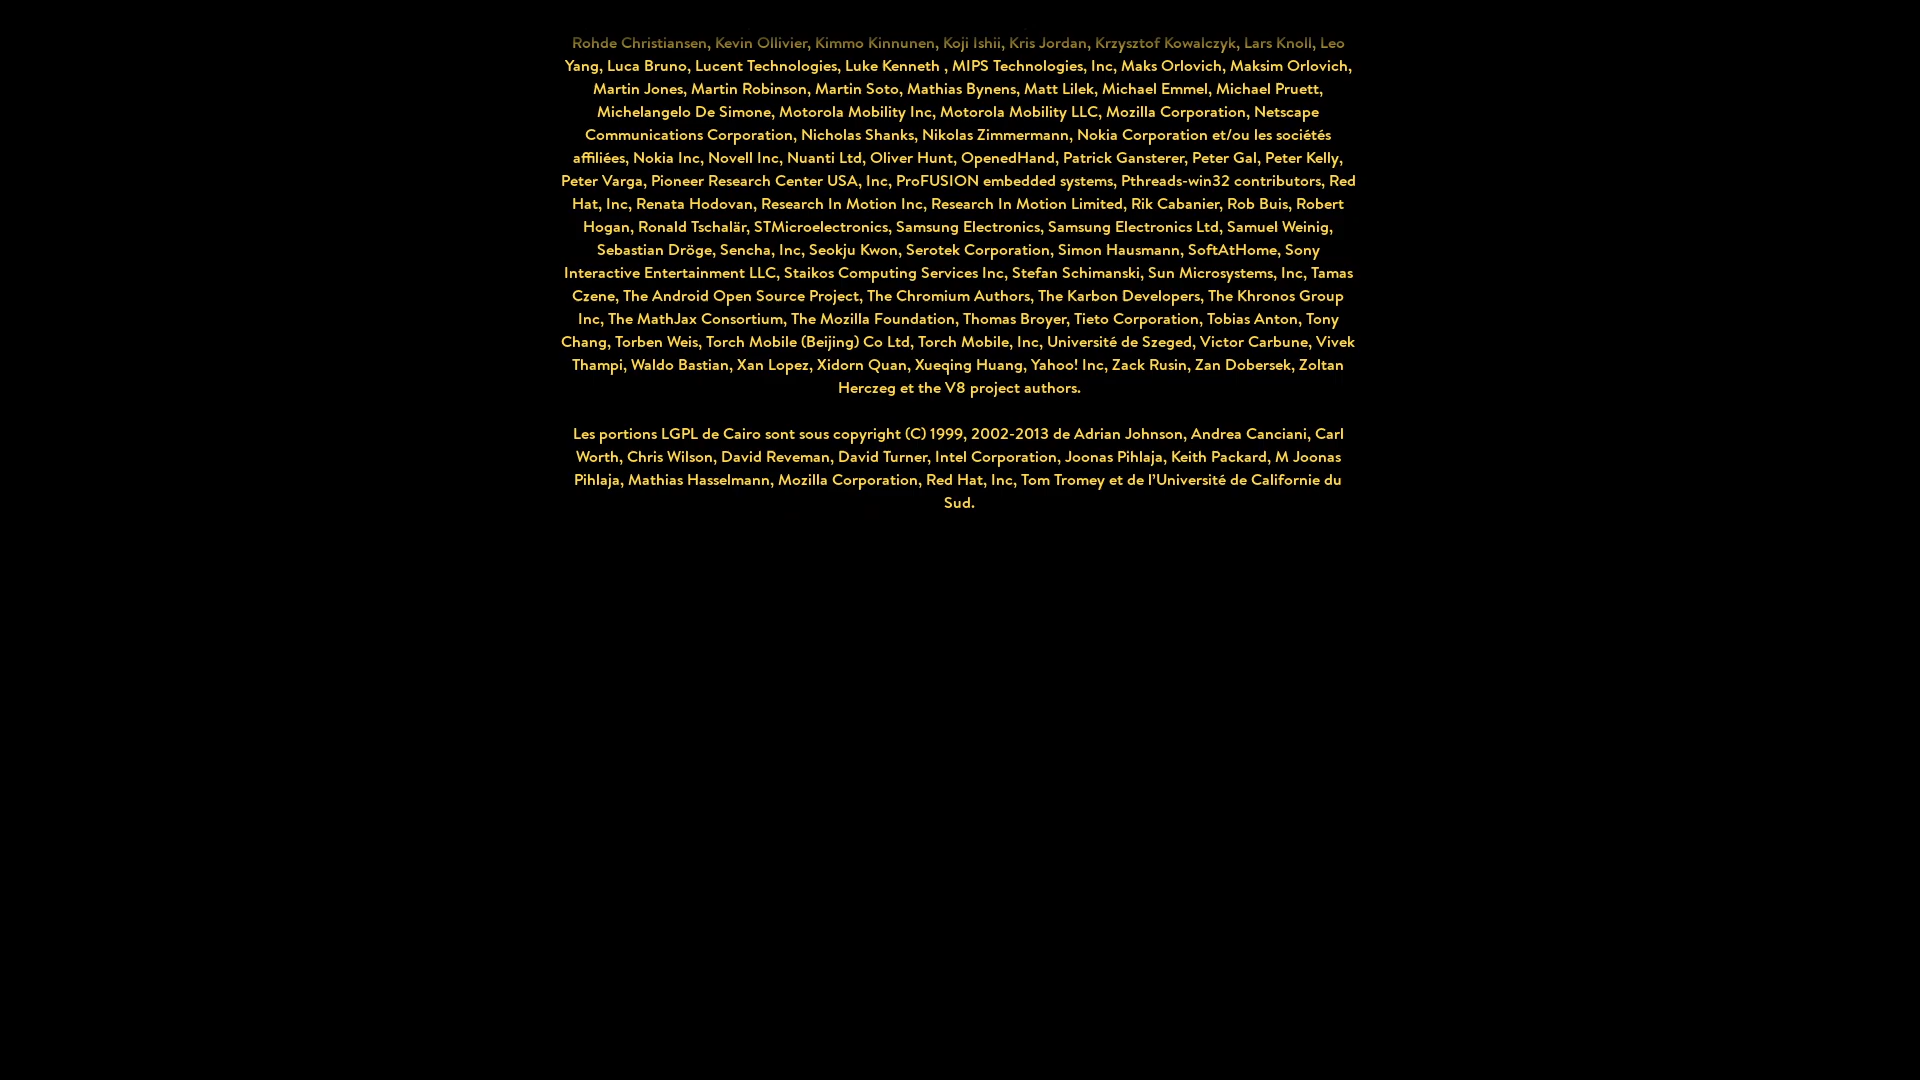 Rohde Christiansen, Kevin Ollivier, Kimmo Kinnunen, Koji Ishii, Kris Jordan, Krzysztof Kowalczyk, Lars Knoll, Leo
Yang, Luca Bruno, Lucent Technologies, Luke Kenneth , MIPS Technologies, Inc, Maks Orlovich, Maksim Orlovich,
Martin Jones, Martin Robinson, Martin Soto, Mathias Bynens, Matt Lilek, Michael Emmel, Michael Pruett,
Michelangelo De Simone, Motorola Mobility Inc, Motorola Mobility LLC, Mozilla Corporation, Netscape
Communications Corporation, Nicholas Shanks, Nikolas Zimmermann, Nokia Corporation et/ou les sociétés
affiliées, Nokia Inc, Novell Inc, Nuanti Ltd, Oliver Hunt, OpenedHand, Patrick Gansterer, Peter Gal, Peter Kelly,
Peter Varga, Pioneer Research Center USA, Inc, ProFUSION embedded systems, Pthreads-win32 contributors, Red
Hat, Inc, Renata Hodovan, Research In Motion Inc, Research In Motion Limited, Rik Cabanier, Rob Buis, Robert
Hogan, Ronald Tschalär, STMicroelectronics, Samsung Electronics, Samsung Electronics Ltd, Samuel Weinig,
Sebastian Dröge, Sencha, Inc, Seokju Kwon, Serotek Corporation, Simon Hausmann, SoftAtHome, Sony
Interactive Entertainment LLC, Staikos Computing Services Inc, Stefan Schimanski, Sun Microsystems, Inc, Tamas
Czene, The Android Open Source Project, The Chromium Authors, The Karbon Developers, The Khronos Group
Inc, The MathJax Consortium, The Mozilla Foundation, Thomas Broyer, Tieto Corporation, Tobias Anton, Tony
Chang, Torben Weis, Torch Mobile (Beijing) Co Ltd, Torch Mobile, Inc, Université de Szeged, Victor Carbune, Vivek
Thampi, Waldo Bastian, Xan Lopez, Xidorn Quan, Xueqing Huang, Yahoo! Inc, Zack Rusin, Zan Dobersek, Zoltan
Herczeg et the V8 project authors.
Les portions LGPL de Cairo sont sous copyright (C) 1999, 2002-2013 de Adrian Johnson, Andrea Canciani, Carl
Worth, Chris Wilson, David Reveman, David Turner, Intel Corporation, Joonas Pihlaja, Keith Packard, M Joonas
Pihlaja, Mathias Hasselmann, Mozilla Corporation, Red Hat, Inc, Tom Tromey et de l’Université de Californie du
Sud.